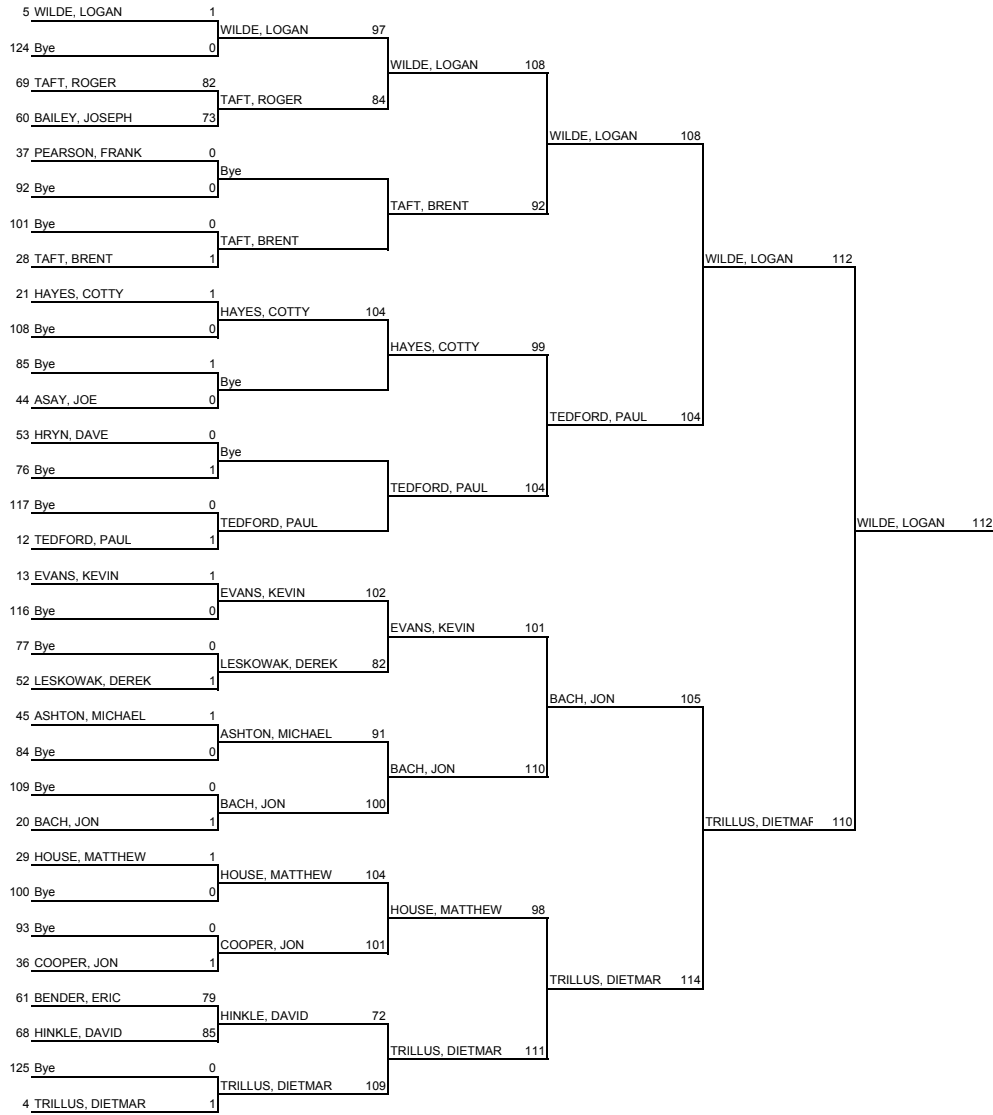 5 WILDE, LOGAN 1
WILDE, LOGAN 97
124 Bye 0
WILDE, LOGAN 108
69 TAFT, ROGER 82
TAFT, ROGER 84
60 BAILEY, JOSEPH 73
WILDE, LOGAN 108
37 PEARSON, FRANK 0
Bye
92 Bye 0
TAFT, BRENT 92
101 Bye 0
TAFT, BRENT
28 TAFT, BRENT 1
WILDE, LOGAN 112
21 HAYES, COTTY 1
HAYES, COTTY 104
108 Bye 0
HAYES, COTTY 99
85 Bye 1
Bye
44 ASAY, JOE 0
TEDFORD, PAUL 104
53 HRYN, DAVE 0
Bye
76 Bye 1
TEDFORD, PAUL 104
117 Bye 0
TEDFORD, PAUL
WILDE, LOGAN 112
12 TEDFORD, PAUL 1
13 EVANS, KEVIN 1
EVANS, KEVIN 102
116 Bye 0
EVANS, KEVIN 101
77 Bye 0
LESKOWAK, DEREK 82
52 LESKOWAK, DEREK 1
BACH, JON 105
45 ASHTON, MICHAEL 1
ASHTON, MICHAEL 91
84 Bye 0
BACH, JON 110
109 Bye 0
BACH, JON 100
20 BACH, JON 1
TRILLUS, DIETMAR 110
29 HOUSE, MATTHEW 1
HOUSE, MATTHEW 104
100 Bye 0
HOUSE, MATTHEW 98
93 Bye 0
COOPER, JON 101
36 COOPER, JON 1
TRILLUS, DIETMAR 114
61 BENDER, ERIC 79
HINKLE, DAVID 72
68 HINKLE, DAVID 85
TRILLUS, DIETMAR 111
125 Bye 0
TRILLUS, DIETMAR 109
4 TRILLUS, DIETMAR 1